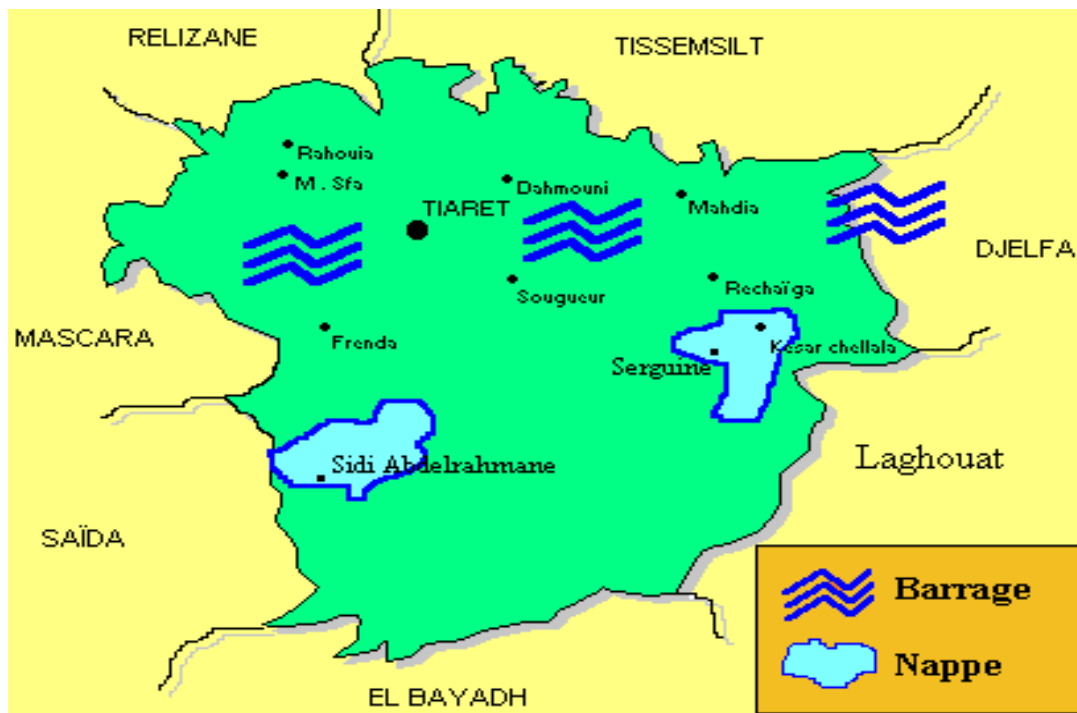 RELIZANE
TISSEMSILT
Rahouia
M . Sfa
Dahmouni
Mahdia
TIARET
DJELFA
Sougueur
Rechaïga
MASCARA
Frenda
Kesar chellala
Serguine
Laghouat
Sidi Abdelrahmane
SAÏDA
Barrage
Nappe
EL BAYADH